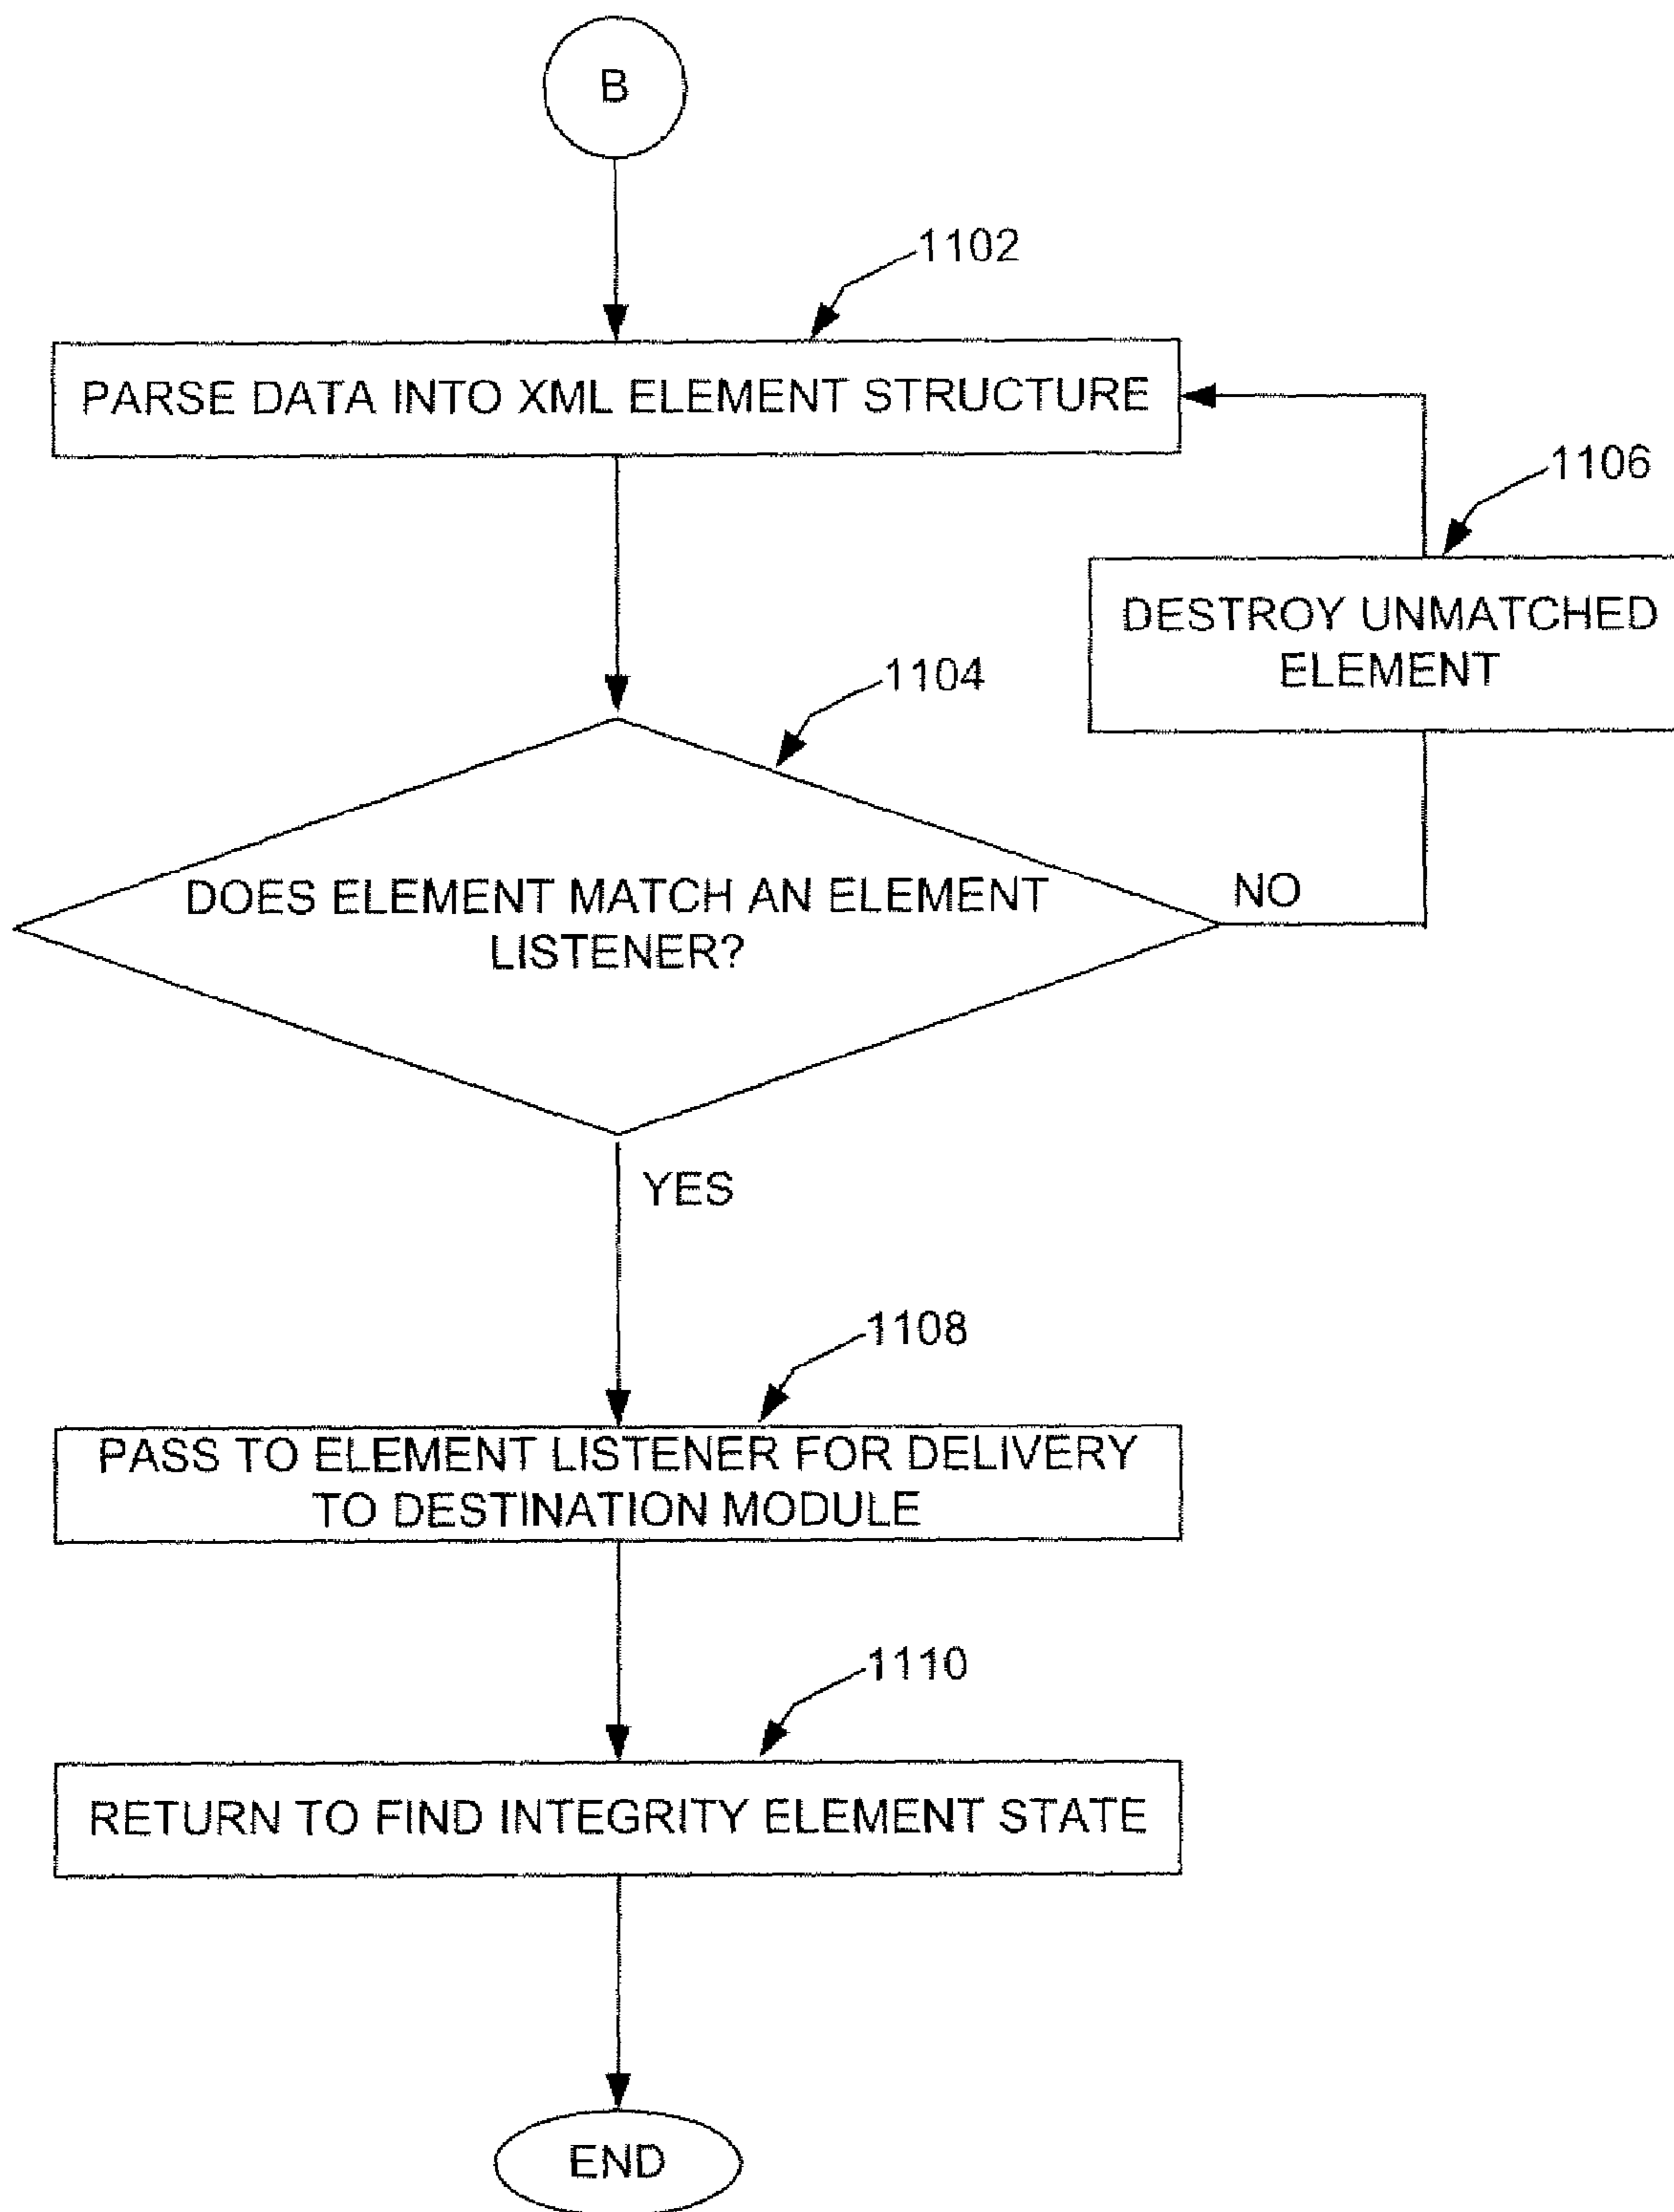 B
1102
PARSE DATA INTO XML ELEMENT STRUCTURE
1106
DESTROY UNMATCHED
ELEMENT
1104
DOES ELEMENT MATCH AN ELEMENT
LISTENER?
NO
YES
1108
PASS TO ELEMENT LISTENER FOR DELIVERY
TO DESTINATION MODULE
1110
RETURN TO FIND INTEGRITY ELEMENT STATE
END